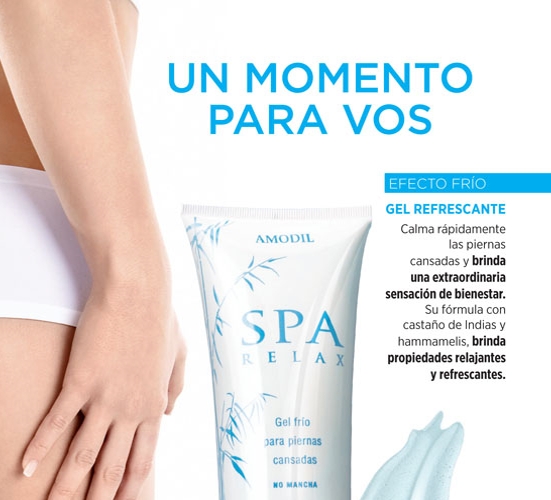 UN MOMENTO
PARA VOS
EFECTO FRÍO
GEL REFRESCANTE
Calma rápidamente
las piernas
cansadas y brinda
una extraordinaria
sensación de bienestar.
Su fórmula con
castaño de Indias y
hammamelis, brinda
propiedades relajantes
y refrescantes.
AMODIL
SPA
RELAX
Gel frío
para piernas
cansadas
NO MANCHA